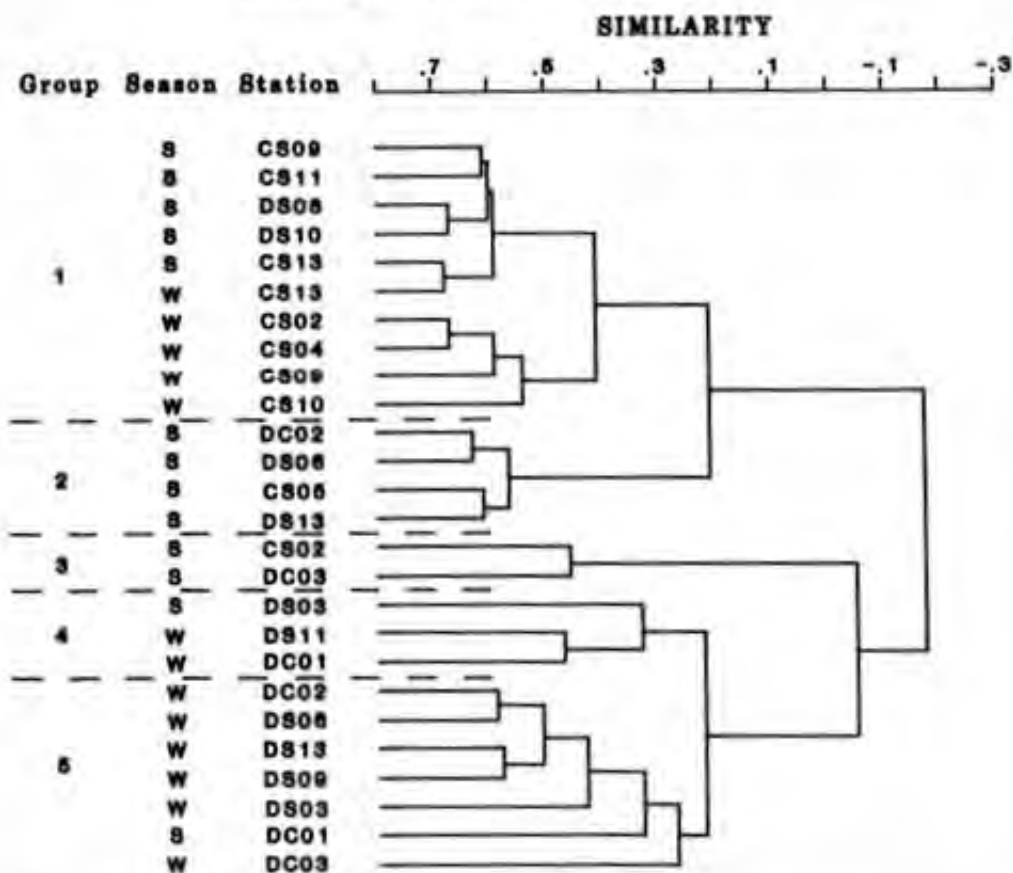 SIMILARITY
.7 .5 .3 .1 -.1 -.3
Group Season Station
S CS09
S CS11
S
S DS10
S CS13
1
W CS13
W CS02
W CS04
W CS09
W CS10
S DC02
S DS06
2
S CS05
S DS13
S CS02
3
S DC03
S DS03
4 W DS11
W DC01
W DC02
W DS06
W DS13
5
W DS09
W DS03
S DC01
W DC03